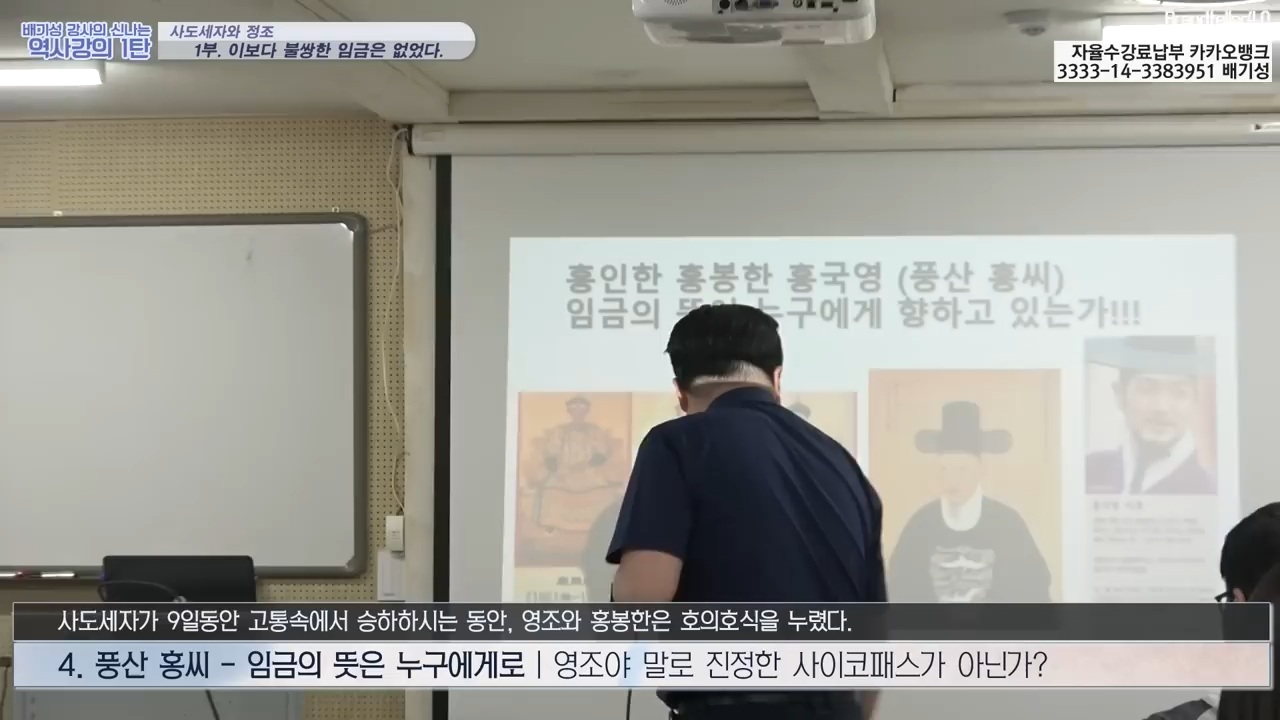 배기성 강사의 신나는
역사강의 1탄
사도세자와 정조
1부. 이보다 불쌍한 임금은 없었다.
자율수강료납부 카카오뱅크
3333-14-3383951 배기성
홍인한 홍봉한 홍국영 (풍산 홍씨)
임금의 누구에게 향하고 있는가!!!
사도세자가 9일동안 고통속에서 승하하시는 동안, 영조와 홍봉한은 호의호식을 누렸다.
4. 풍산 홍씨 - 임금의 뜻은 누구에게로 | 영조야 말로 진정한 사이코패스가 아닌가?